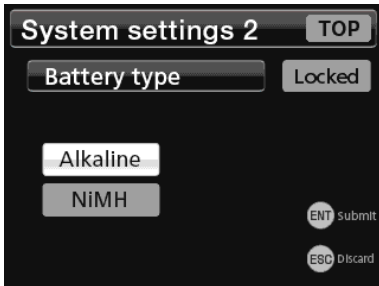 System settings 2 TOP
Battery type Locked
Alkaline
NiMH
ENT Submit
ESC Discard